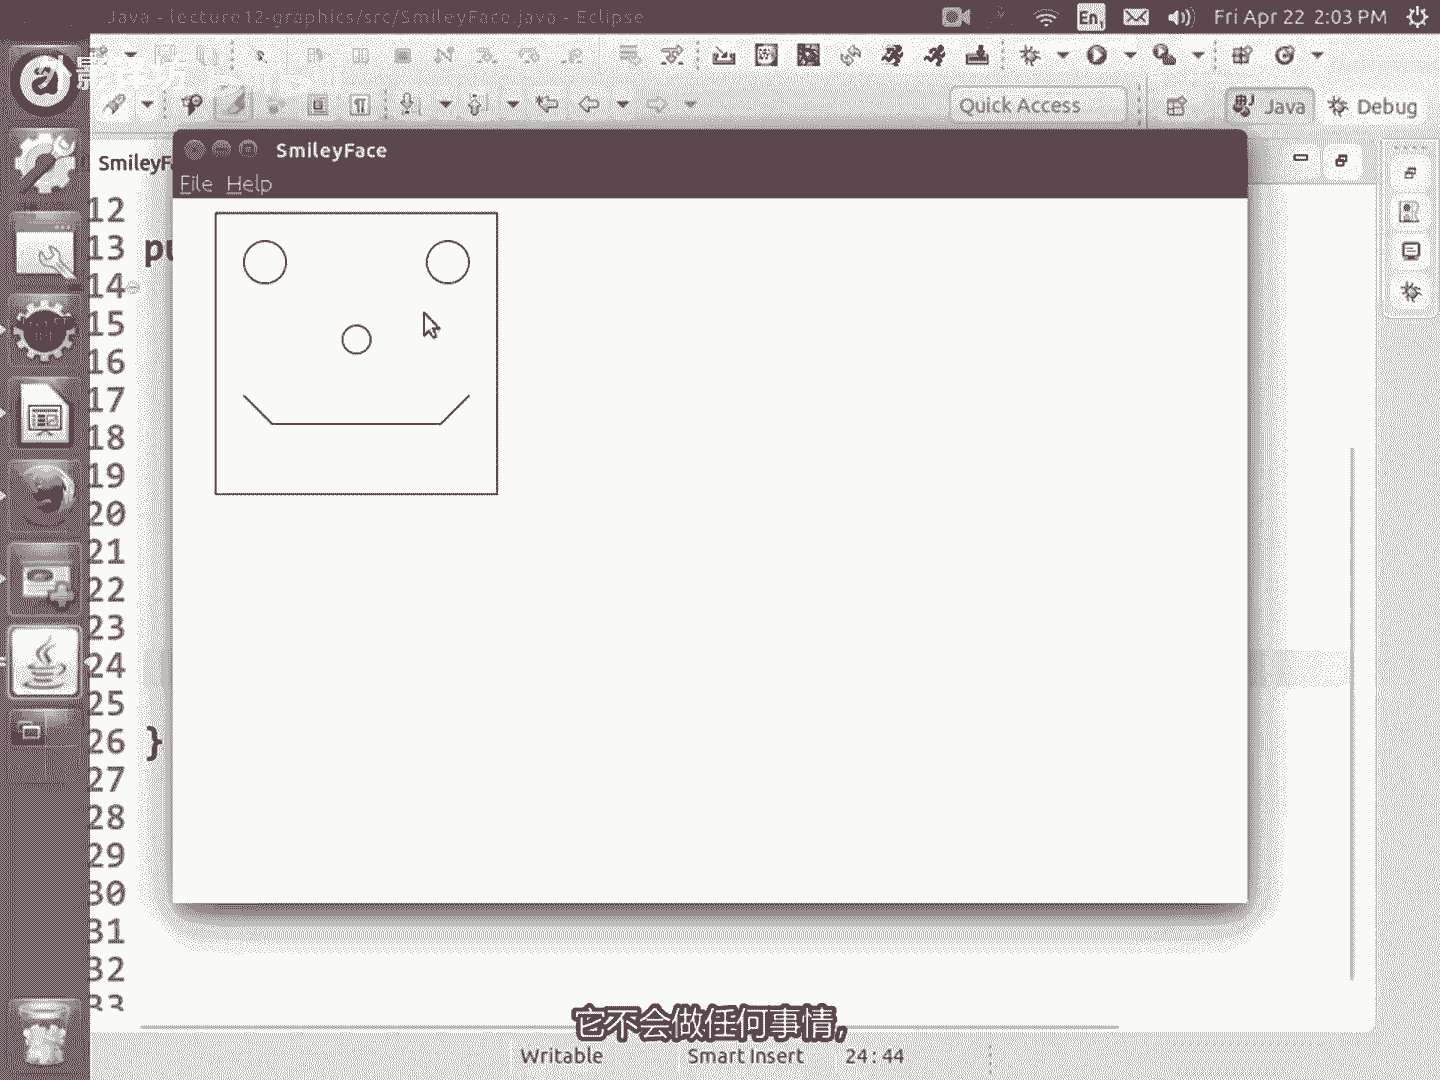 Java - lecture12-graphics/src/SmileyFace.java - Eclipse
En
Fri Apr 22 2:03 PM
Quick Access
Java
Debug
SmileyFa
SmileyFace
File Help
12
13 pu
14
15
16
17
18
19
20
21
22
23
24
25
26 }
27
28
29
30
31
32
33
它不会做任何事情,
Writable
Smart Insert
24:44